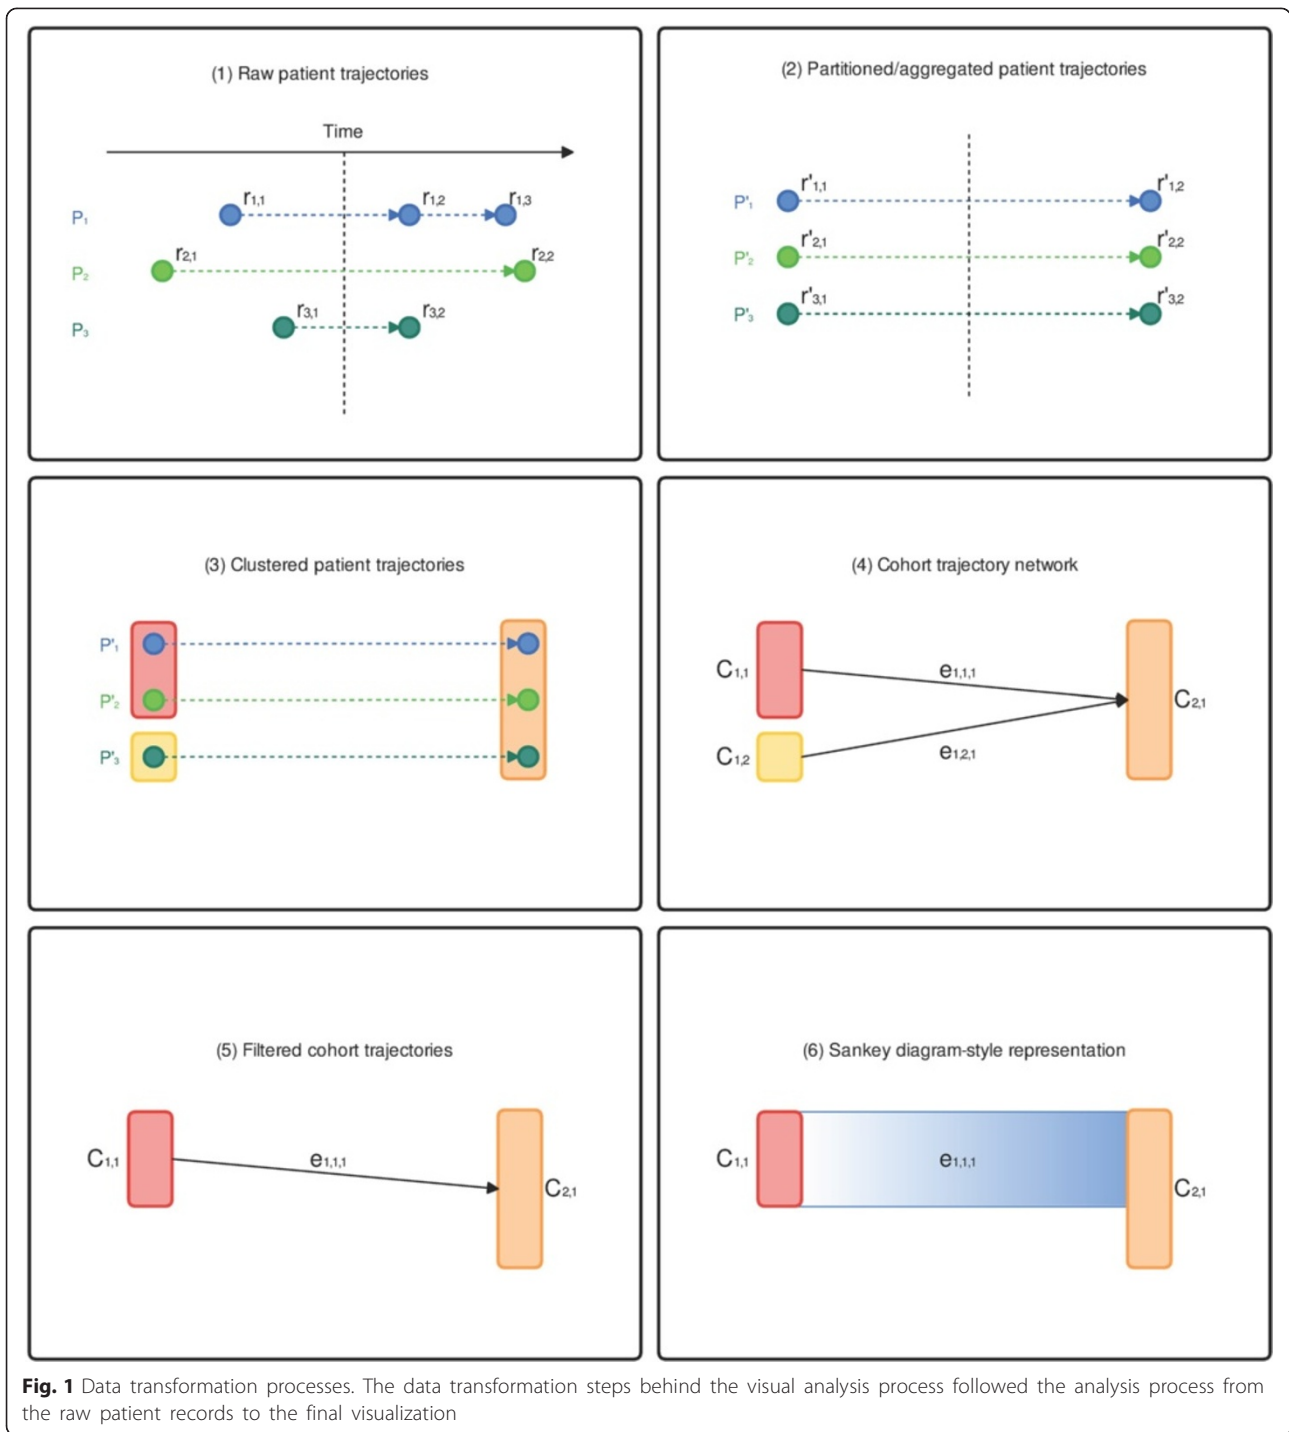 (1) Raw patient trajectories
Time
r1,1
r1,2
r1,3
P1
r2,1
r2,2
P2
r3,1
r3,2
P3
(2) Partitioned/aggregated patient trajectories
r'1,1
r'1,2
P'1
r'2,1
r'2,2
P'2
r'3,1
r'3,2
P'3
(3) Clustered patient trajectories
P'1
P'2
P'3
(4) Cohort trajectory network
C1,1
e1,1,1
C2,1
C1,2
e1,2,1
(5) Filtered cohort trajectories
C1,1
e1,1,1
C2,1
(6) Sankey diagram-style representation
C1,1
e1,1,1
C2,1
Fig. 1 Data transformation processes. The data transformation steps behind the visual analysis process followed the analysis process from
the raw patient records to the final visualization